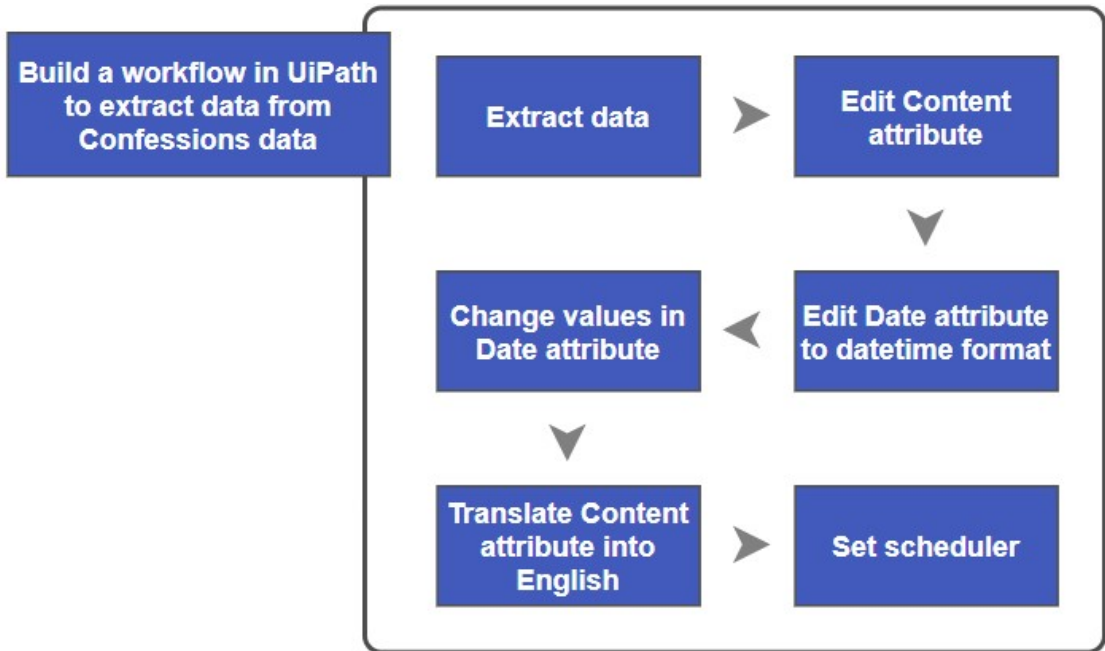 Build a workflow in UiPath
to extract data from
Confessions data
Extract data
Edit Content
attribute
Edit Date attribute
to datetime format
Change values in
Date attribute
Translate Content
attribute into
English
Set scheduler